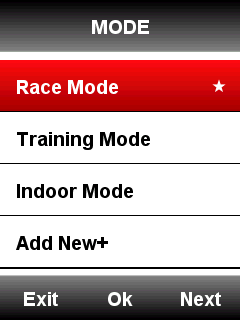 MODE
Race Mode ★
Training Mode
Indoor Mode
Add New+
Exit Ok Next